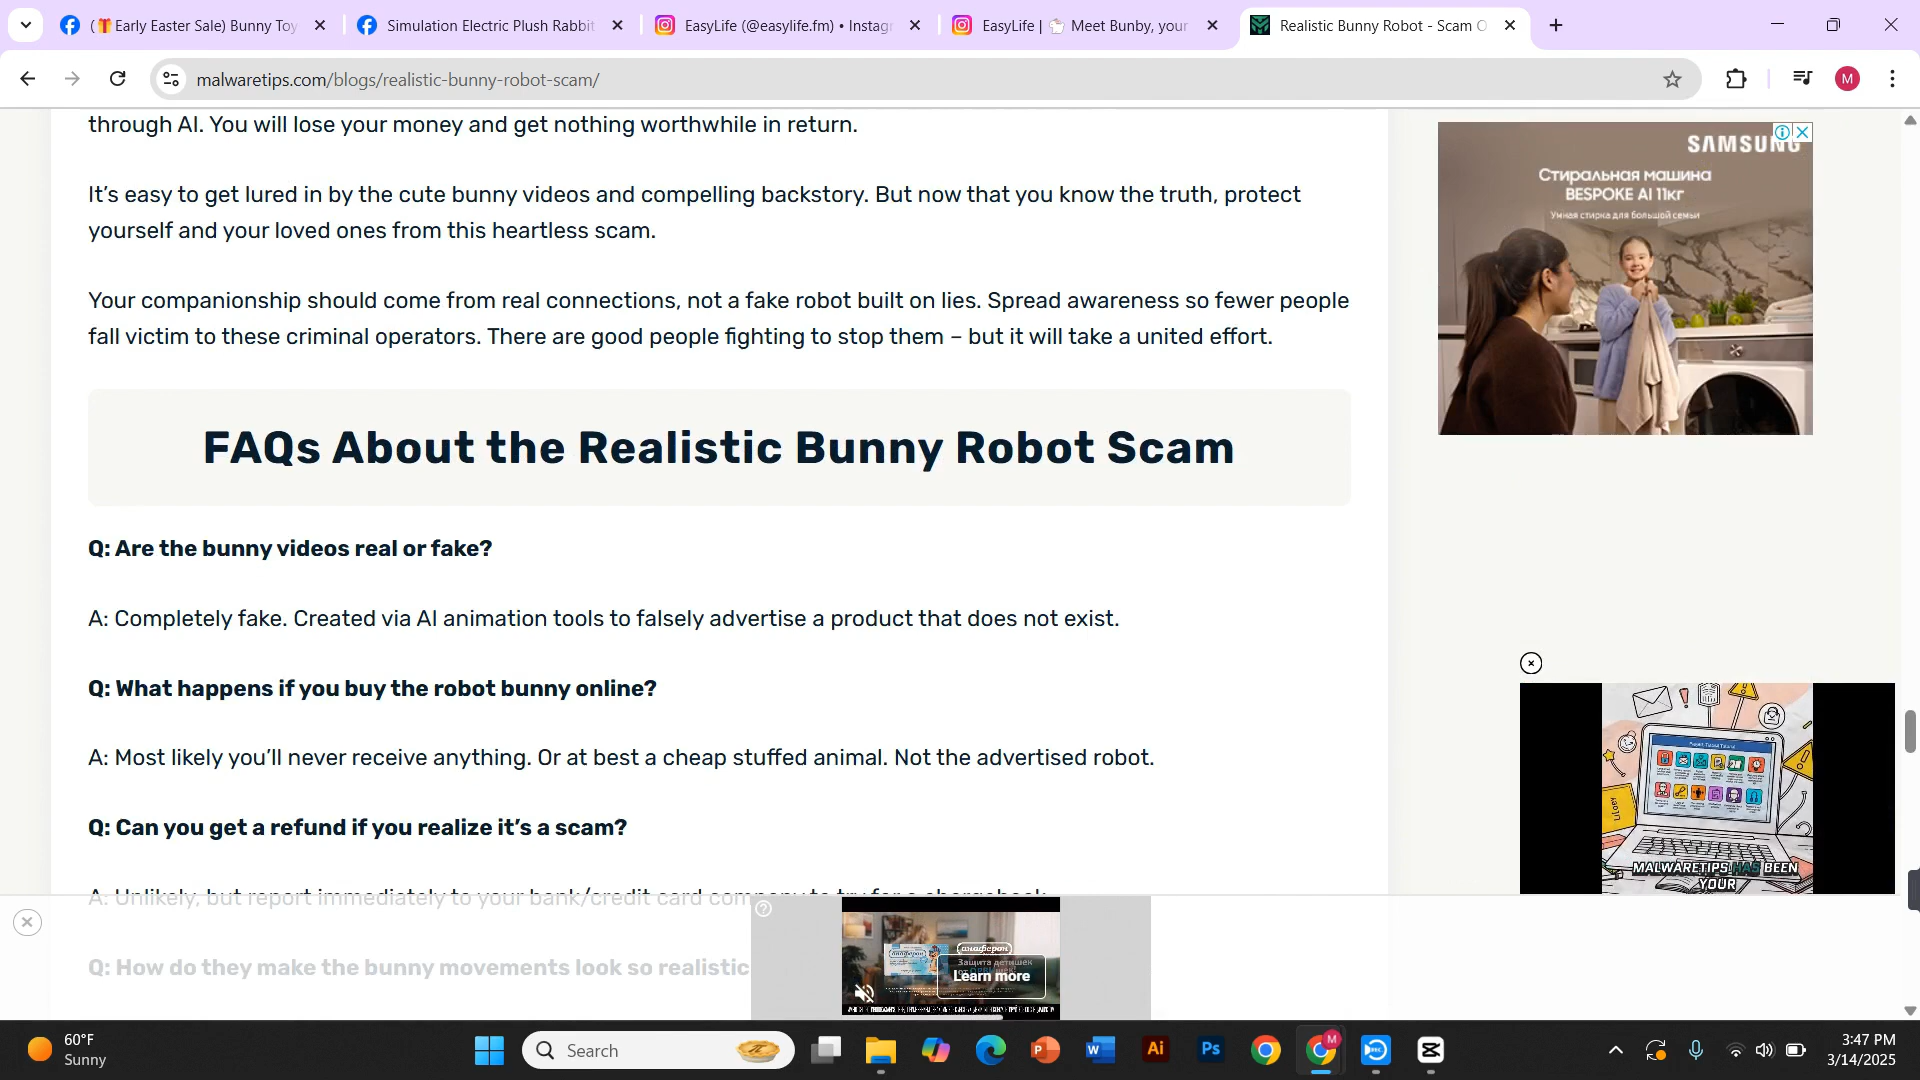 (🎁Early Easter Sale) Bunny Toy
Simulation Electric Plush Rabbit
EasyLife (@easylife.fm) • Instagr
EasyLife | 🐇 Meet Bunby, your
Realistic Bunny Robot - Scam O
malwaretips.com/blogs/realistic-bunny-robot-scam/
M
through AI. You will lose your money and get nothing worthwhile in return.
It’s easy to get lured in by the cute bunny videos and compelling backstory. But now that you know the truth, protect
yourself and your loved ones from this heartless scam.
Your companionship should come from real connections, not a fake robot built on lies. Spread awareness so fewer people
fall victim to these criminal operators. There are good people fighting to stop them – but it will take a united effort.
FAQs About the Realistic Bunny Robot Scam
Q: Are the bunny videos real or fake?
A: Completely fake. Created via AI animation tools to falsely advertise a product that does not exist.
Q: What happens if you buy the robot bunny online?
A: Most likely you’ll never receive anything. Or at best a cheap stuffed animal. Not the advertised robot.
Q: Can you get a refund if you realize it’s a scam?
A: Unlikely, but report immediately to your bank/credit card company to try for a chargeback.
Q: How do they make the bunny movements look so realistic
SAMSUNG
Стиральная машина
BESPOKE AI 11кг
Умная стирка для большой семьи
MALWARETIPS HAS BEEN
YOUR
анаферон
Защита детишек
Learn more
60°F
Sunny
Search
P
W
Ai
Ps
M
REC
3:47 PM
3/14/2025